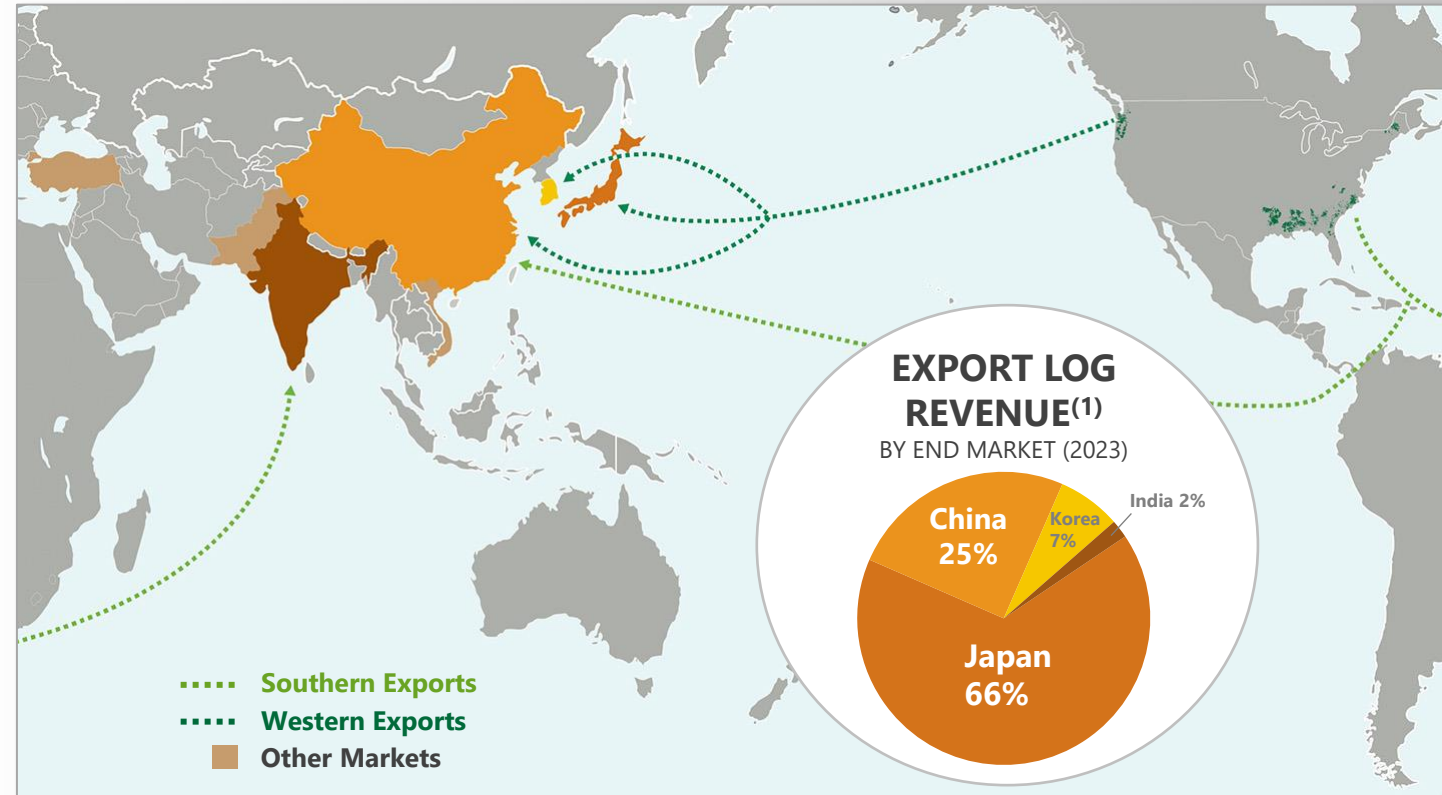 EXPORT LOG
REVENUE(1)
BY END MARKET (2023)
China
25%
Korea
7%
India 2%
Japan
66%
Southern Exports
Western Exports
Other Markets